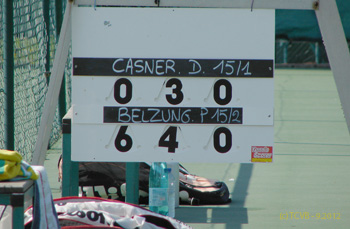 CASNER D. 15/1
0 3 0
BELZUNG. P 15/2
6 4 0